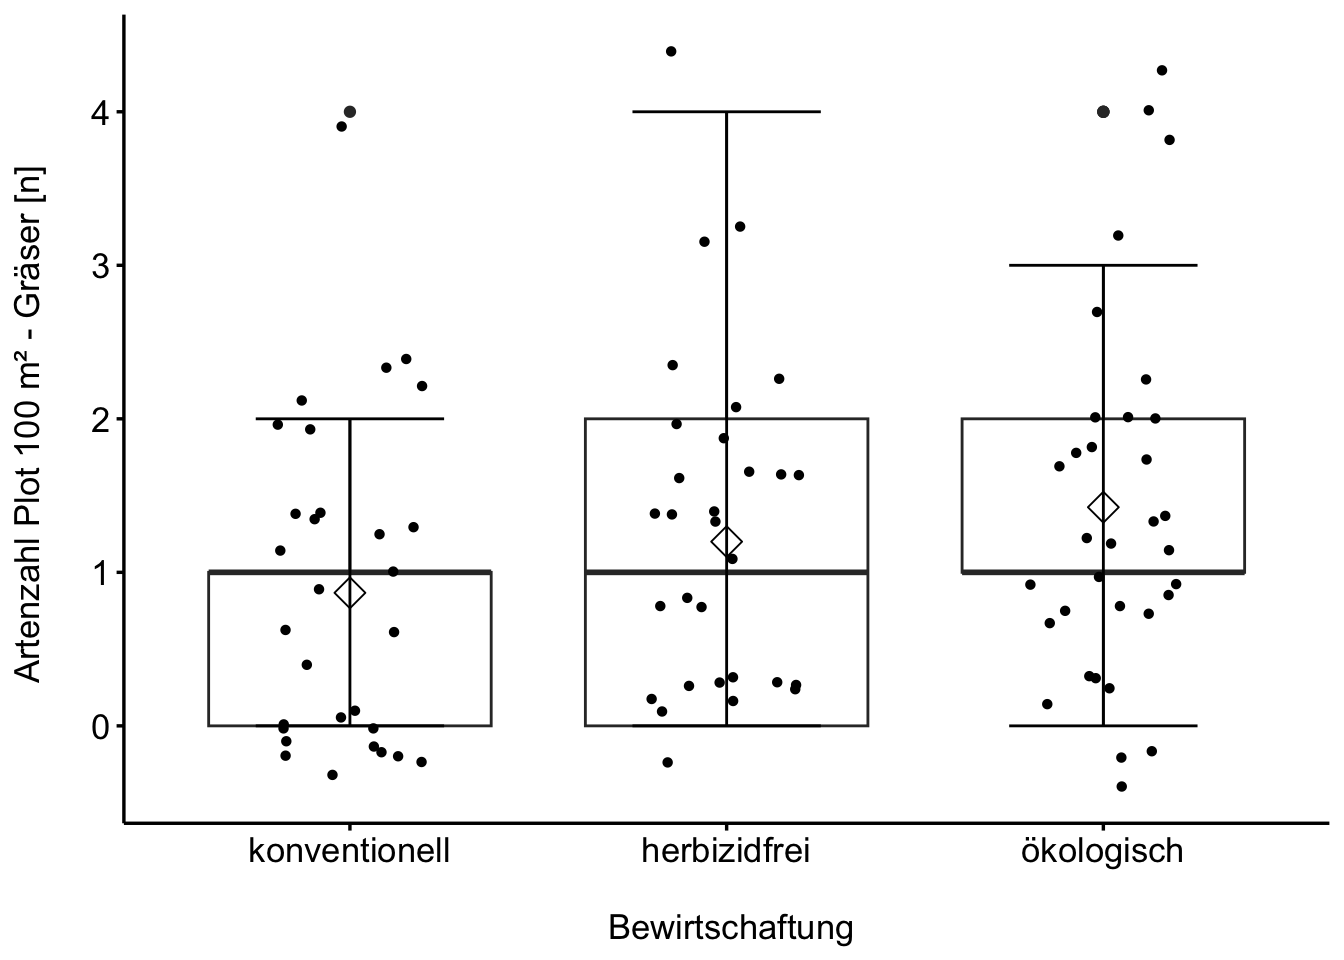 Artenzahl Plot 100 m² - Gräser [n]
4
3
2
1
0
konventionell herbizidfrei ökologisch
Bewirtschaftung